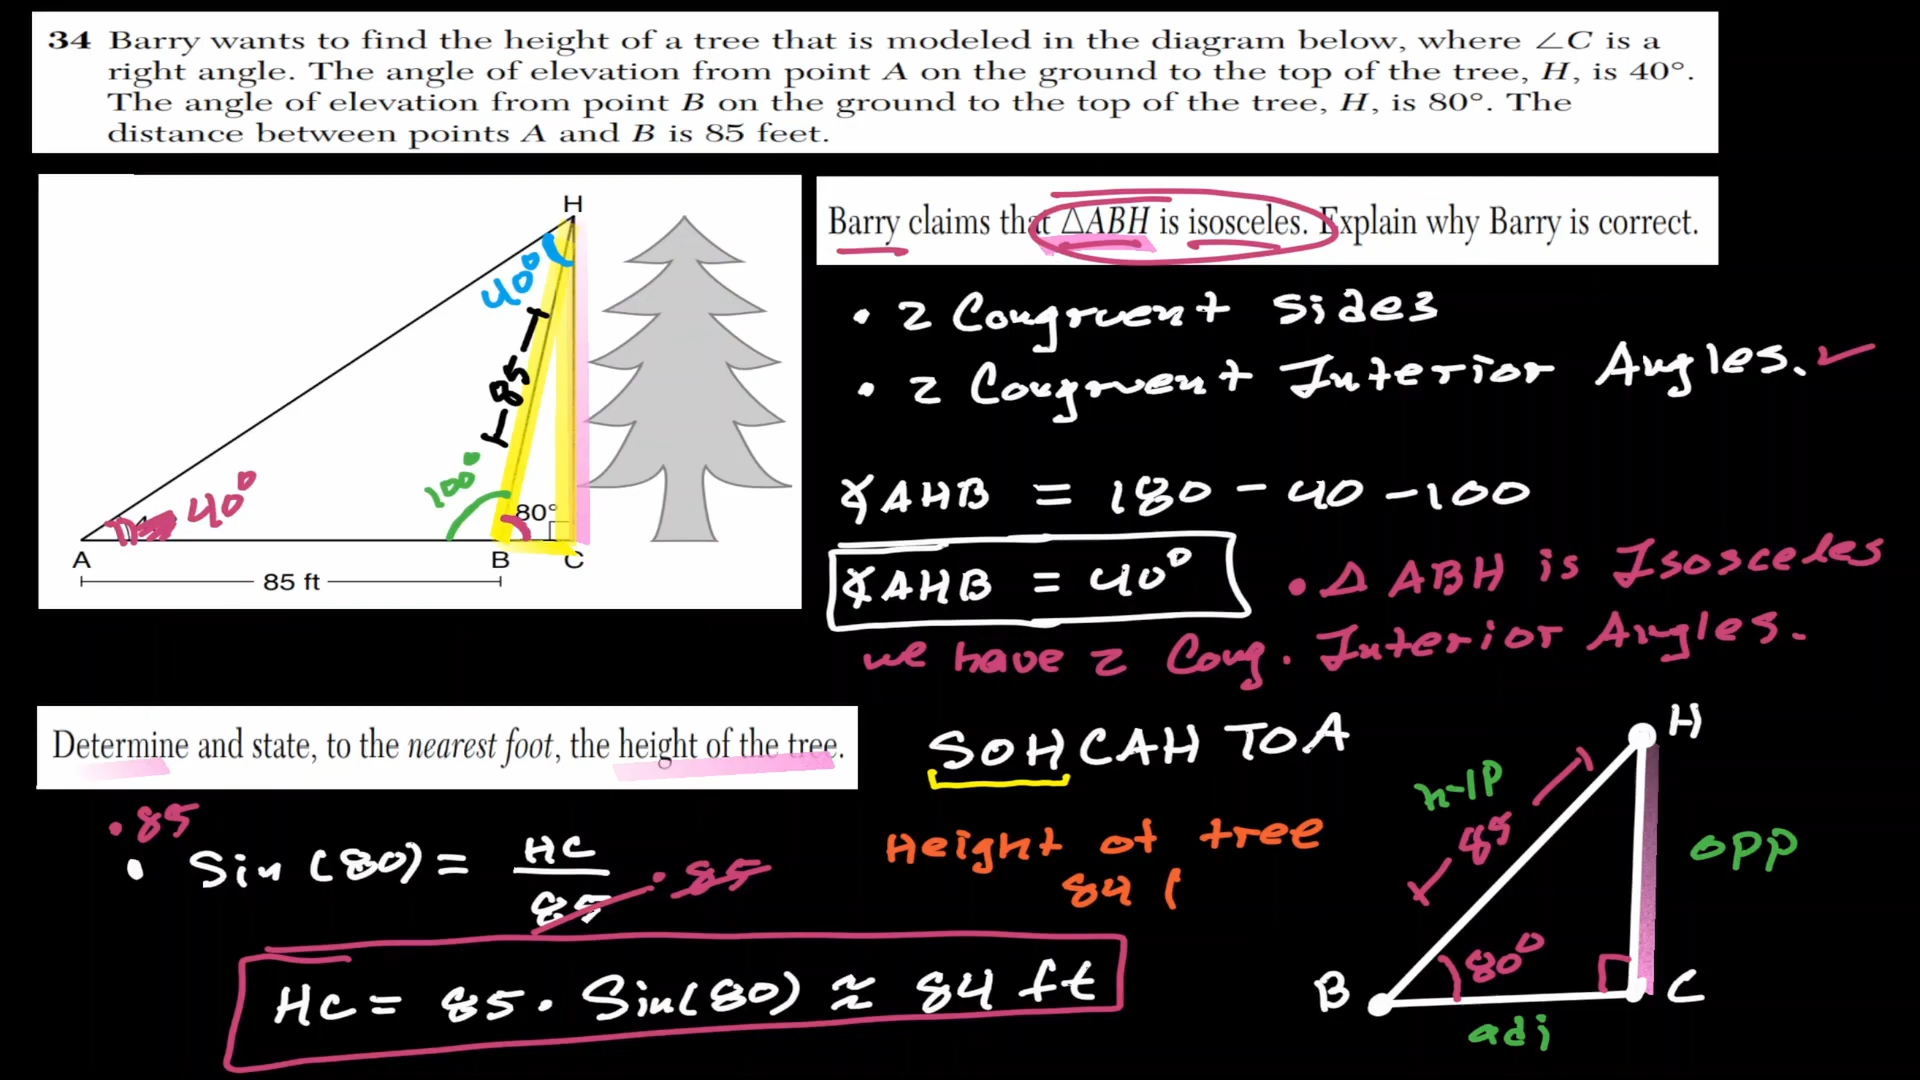 34 Barry wants to find the height of a tree that is modeled in the diagram below, where ∠C is a
right angle. The angle of elevation from point A on the ground to the top of the tree, H, is 40°.
The angle of elevation from point B on the ground to the top of the tree, H, is 80°. The
distance between points A and B is 85 feet.
H
40°
85
100°
40°
80°
A
B
C
85 ft
Barry claims that △ABH is isosceles. Explain why Barry is correct.
• 2 Congruent Sides
• 2 Congruent Interior Angles. ✓
∡AHB = 180 - 40 - 100
∡AHB = 40°
• Δ ABH is Isosceles
we have 2 Cong. Interior Angles.
Determine and state, to the nearest foot, the height of the tree.
• 85
• Sin(80) = HC/85 • 85
HC = 85 • Sin(80) ≈ 84 ft
SOH CAH TOA
Height of tree
84 (
H
85
opp
80°
B
C
adj